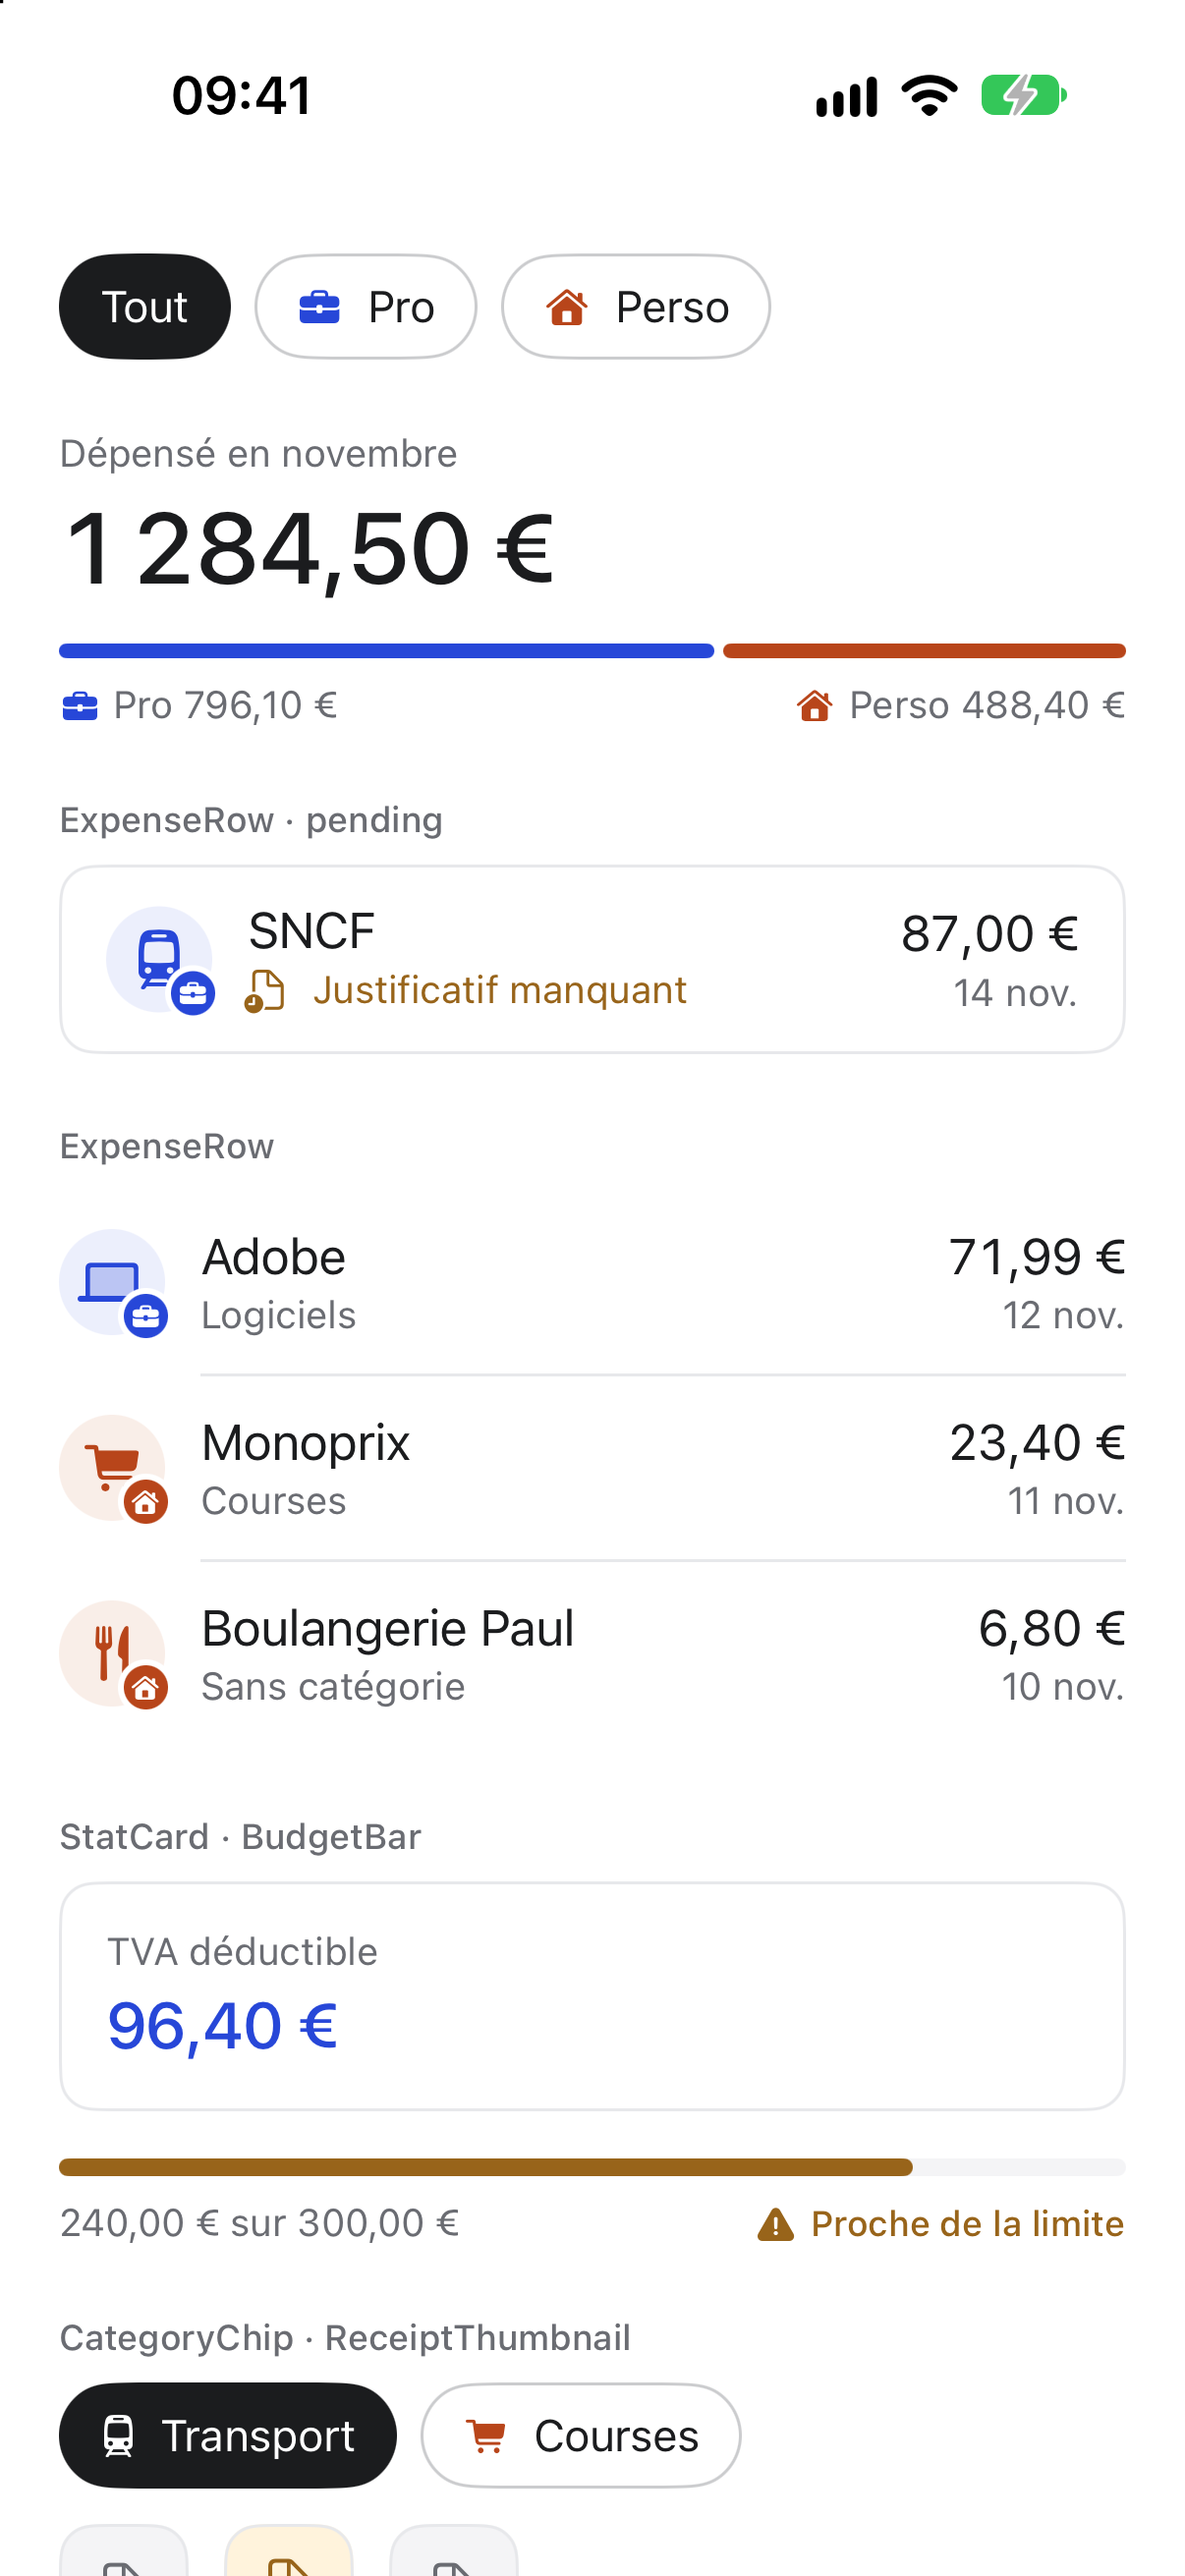 09:41
Tout Pro Perso
Dépensé en novembre
1 284,50 €
Pro 796,10 € Perso 488,40 €
ExpenseRow · pending
SNCF 87,00 €
Justificatif manquant 14 nov.
ExpenseRow
Adobe 71,99 €
Logiciels 12 nov.
Monoprix 23,40 €
Courses 11 nov.
Boulangerie Paul 6,80 €
Sans catégorie 10 nov.
StatCard · BudgetBar
TVA déductible
96,40 €
240,00 € sur 300,00 € Proche de la limite
CategoryChip · ReceiptThumbnail
Transport Courses